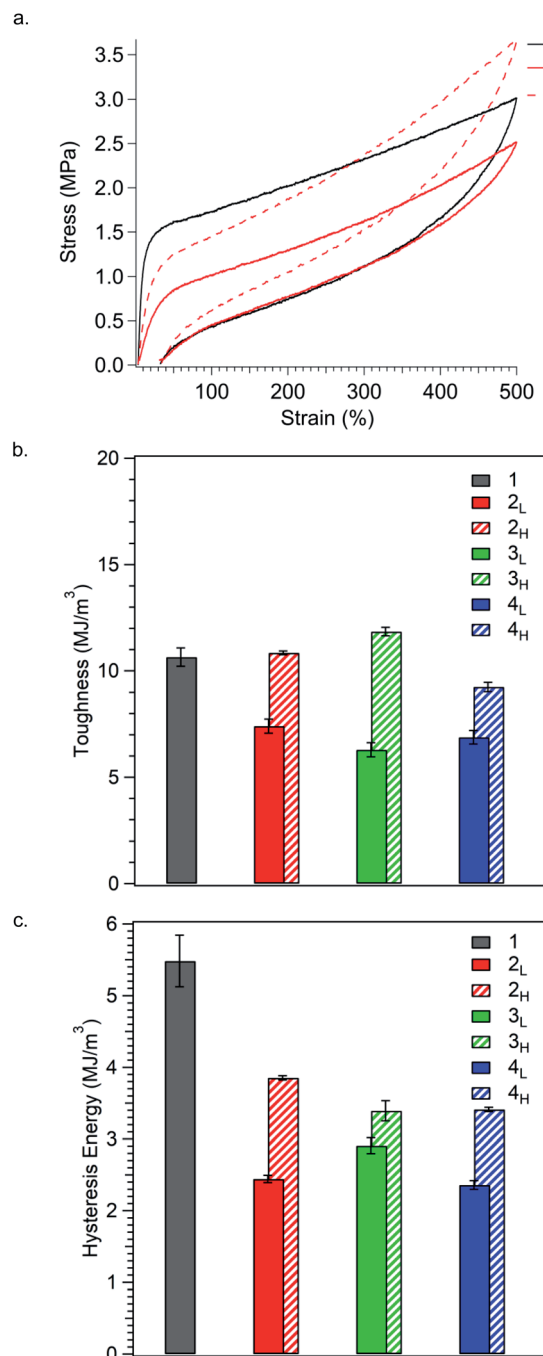 a.
3.5
3.0
2.5
2.0
1.5
1.0
0.5
0.0
Stress (MPa)
100
200
300
400
500
Strain (%)
b.
20
15
10
5
0
Toughness (MJ/m³)
1
2L
2H
3L
3H
4L
4H
c.
6
5
4
3
2
1
0
Hysteresis Energy (MJ/m³)
1
2L
2H
3L
3H
4L
4H